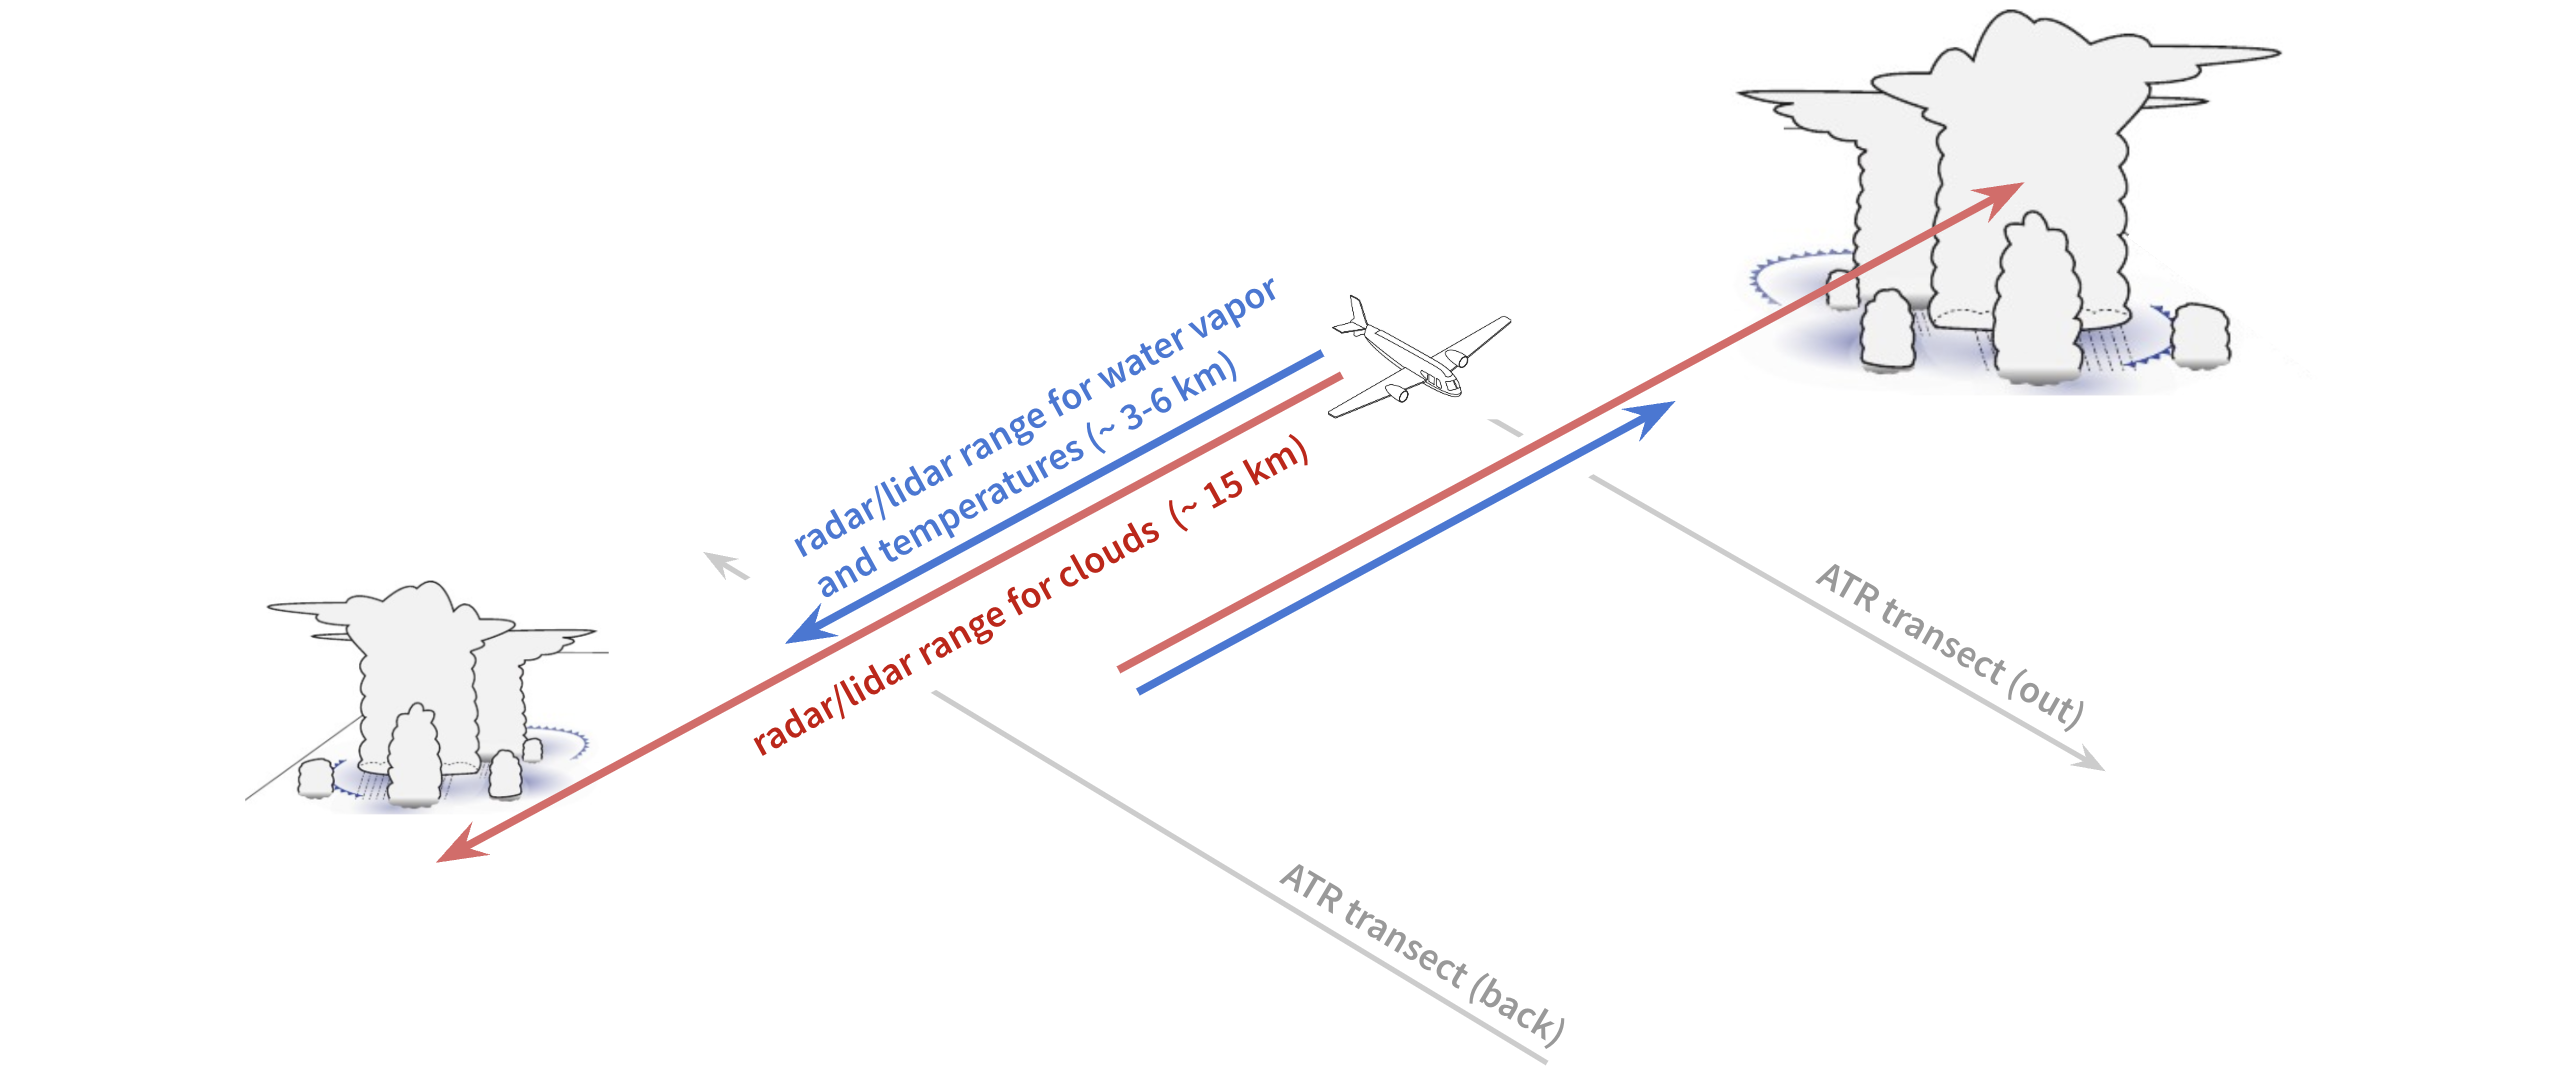 radar/lidar range for water vapor
and temperatures (~ 3-6 km)
radar/lidar range for clouds (~ 15 km)
ATR transect (out)
ATR transect (back)